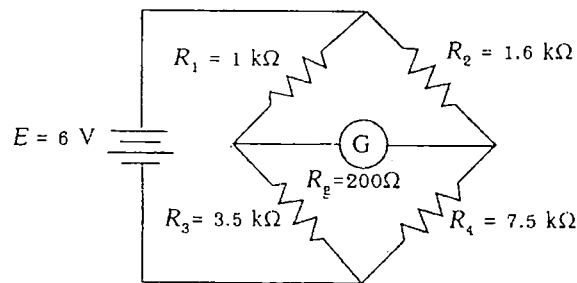 R₁ = 1 kΩ
R₂ = 1.6 kΩ
E = 6 V
G
Rg=200Ω
R₃ = 3.5 kΩ
R₄ = 7.5 kΩ